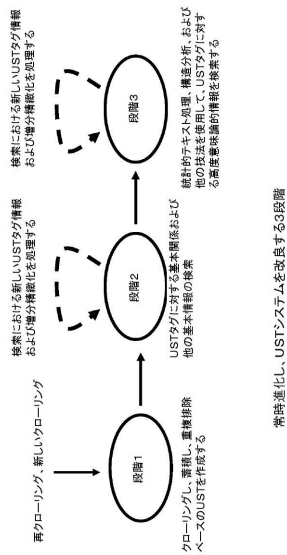 再クローリング、新しいクローリング
段階1
クローリングし、蓄積し、重複排除
ベースのUSTを作成する
検索における新しいUSTタグ情報
および増分精緻化を処理する
段階2
USTタグに対する基本関係および
他の基本情報の検索
検索における新しいUSTタグ情報
および増分精緻化を処理する
段階3
統計的テキスト処理、構造分析、および
他の技法を使用して、USTタグに対す
る高度意味論的情報を検索する
常時進化し、USTシステムを改良する3段階